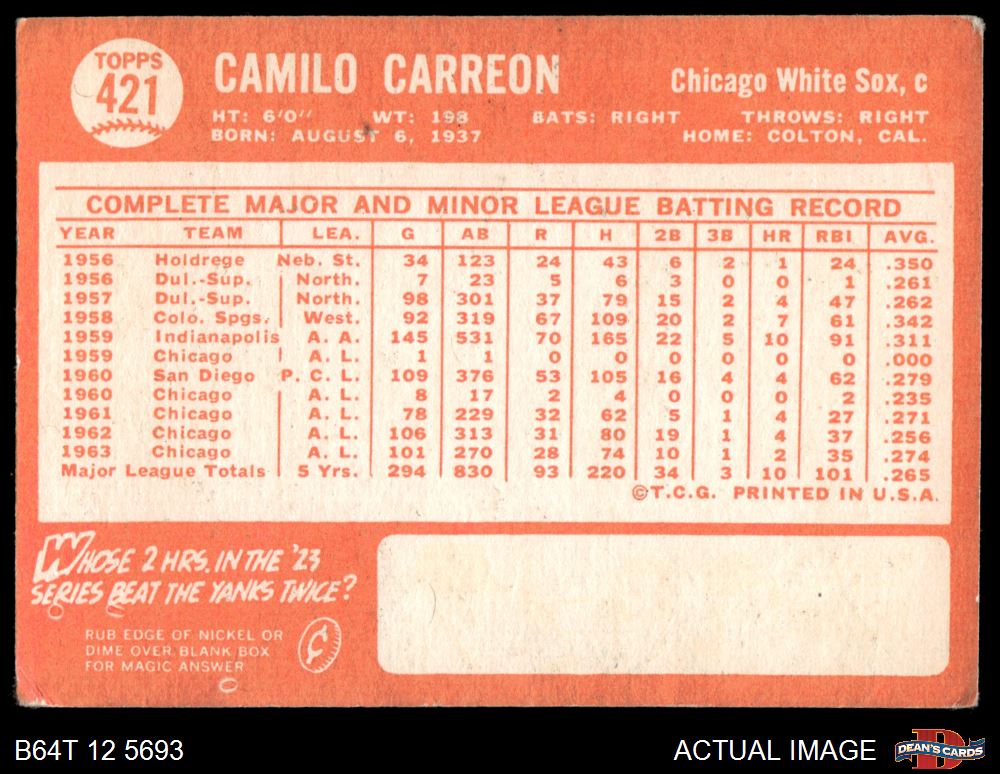 TOPPS
421
CAMILO CARREON
Chicago White Sox, c
HT: 6'0" WT: 198 BATS: RIGHT THROWS: RIGHT
BORN: AUGUST 6, 1937 HOME: COLTON, CAL.
COMPLETE MAJOR AND MINOR LEAGUE BATTING RECORD
YEAR TEAM LEA. G AB R H 2B 3B HR RBI AVG.
1956 Holdrege Neb. St. 34 123 24 43 6 2 1 24 .350
1956 Dul.-Sup. North. 7 23 5 6 3 0 0 1 .261
1957 Dul.-Sup. North. 98 301 37 79 15 2 4 47 .262
1958 Colo. Spgs. West. 92 319 67 109 20 2 7 61 .342
1959 Indianapolis A. A. 145 531 70 165 22 5 10 91 .311
1959 Chicago A. L. 1 1 0 0 0 0 0 0 .000
1960 San Diego P. C. L. 109 376 53 105 16 4 4 62 .279
1960 Chicago A. L. 8 17 2 4 0 0 0 2 .235
1961 Chicago A. L. 78 229 32 62 5 1 4 27 .271
1962 Chicago A. L. 106 313 31 80 19 1 4 37 .256
1963 Chicago A. L. 101 270 28 74 10 1 2 35 .274
Major League Totals 5 Yrs. 294 830 93 220 34 3 10 101 .265
©T.C.G. PRINTED IN U.S.A.
WHOSE 2 HRS. IN THE '23
SERIES BEAT THE YANKS TWICE?
RUB EDGE OF NICKEL OR
DIME OVER BLANK BOX
FOR MAGIC ANSWER
¢
B64T 12 5693
ACTUAL IMAGE
D
DEAN'S CARDS